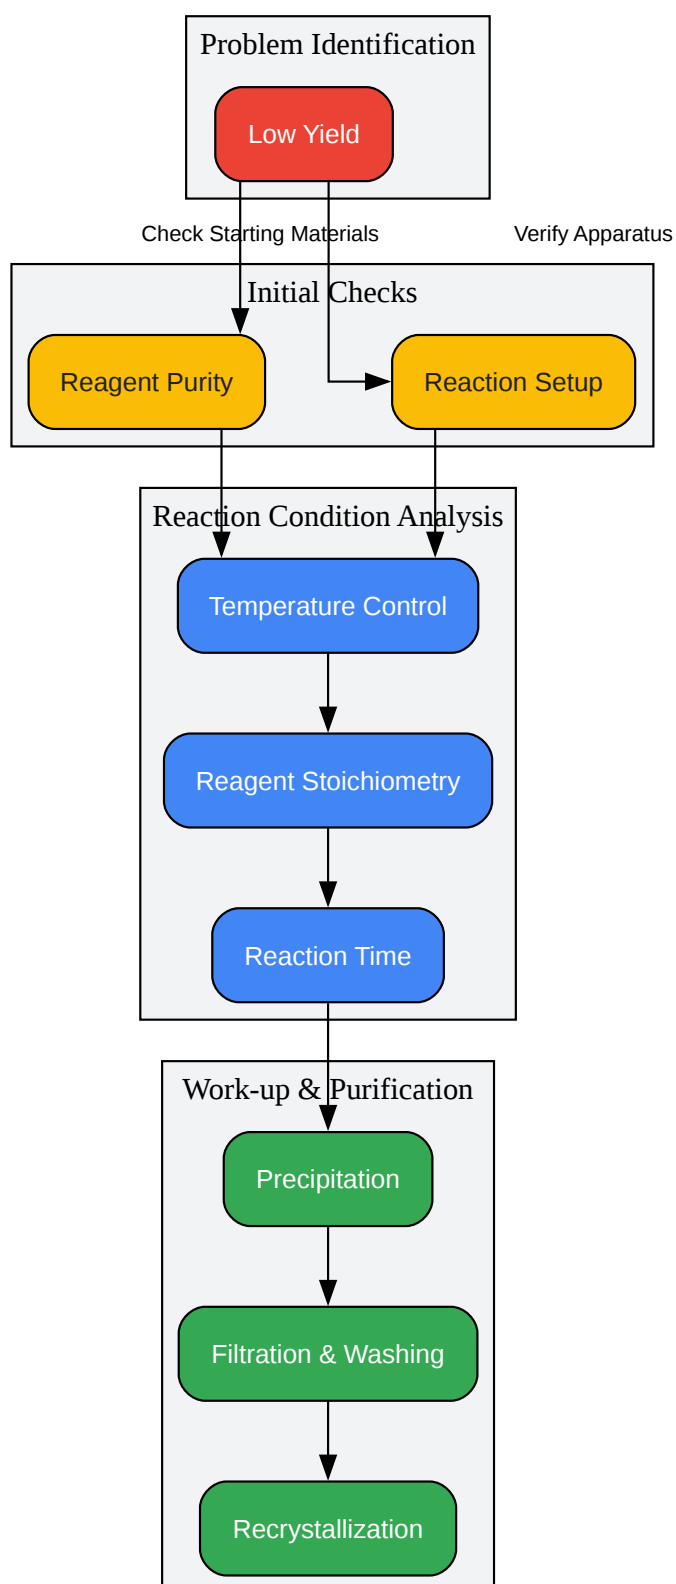 Problem Identification
Low Yield
Check Starting Materials
Verify Apparatus
Initial Checks
Reagent Purity
Reaction Setup
Reaction Condition Analysis
Temperature Control
Reagent Stoichiometry
Reaction Time
Work-up & Purification
Precipitation
Filtration & Washing
Recrystallization